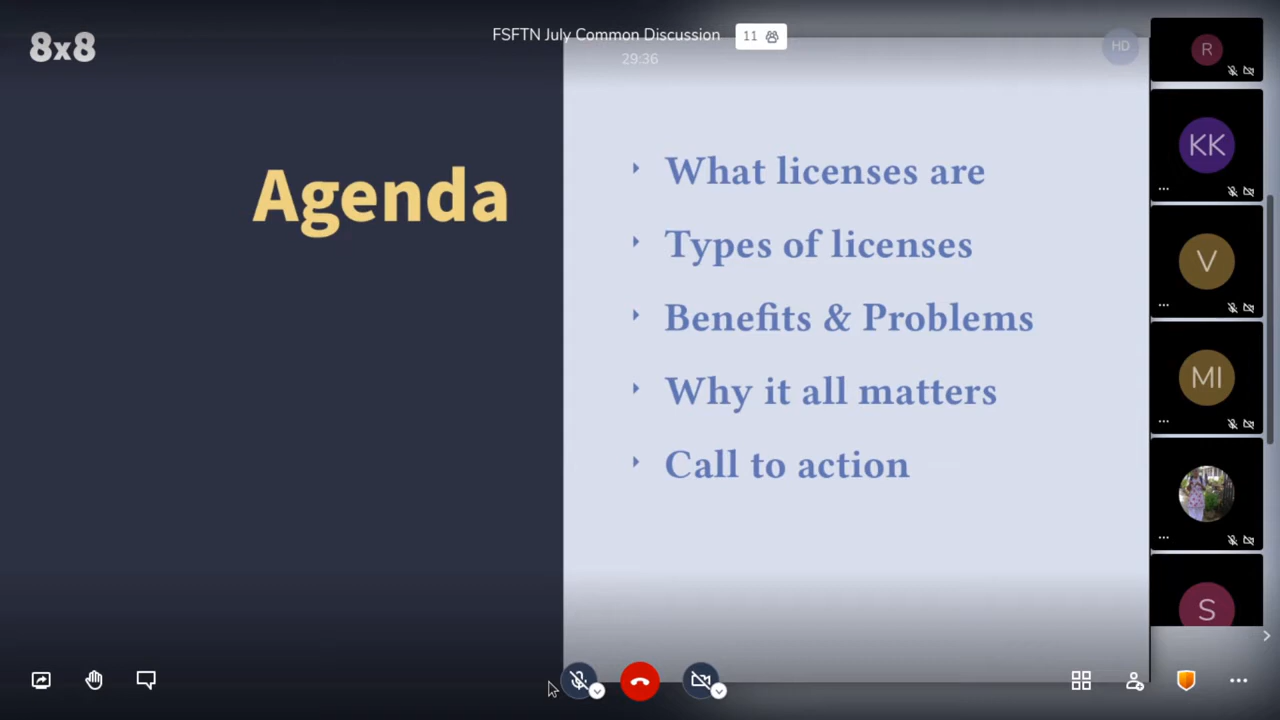 8x8
FSFTN July Common Discussion
11
29:36
HD
R
Agenda
What licenses are
KK
Types of licenses
V
Benefits & Problems
Why it all matters
MI
Call to action
S